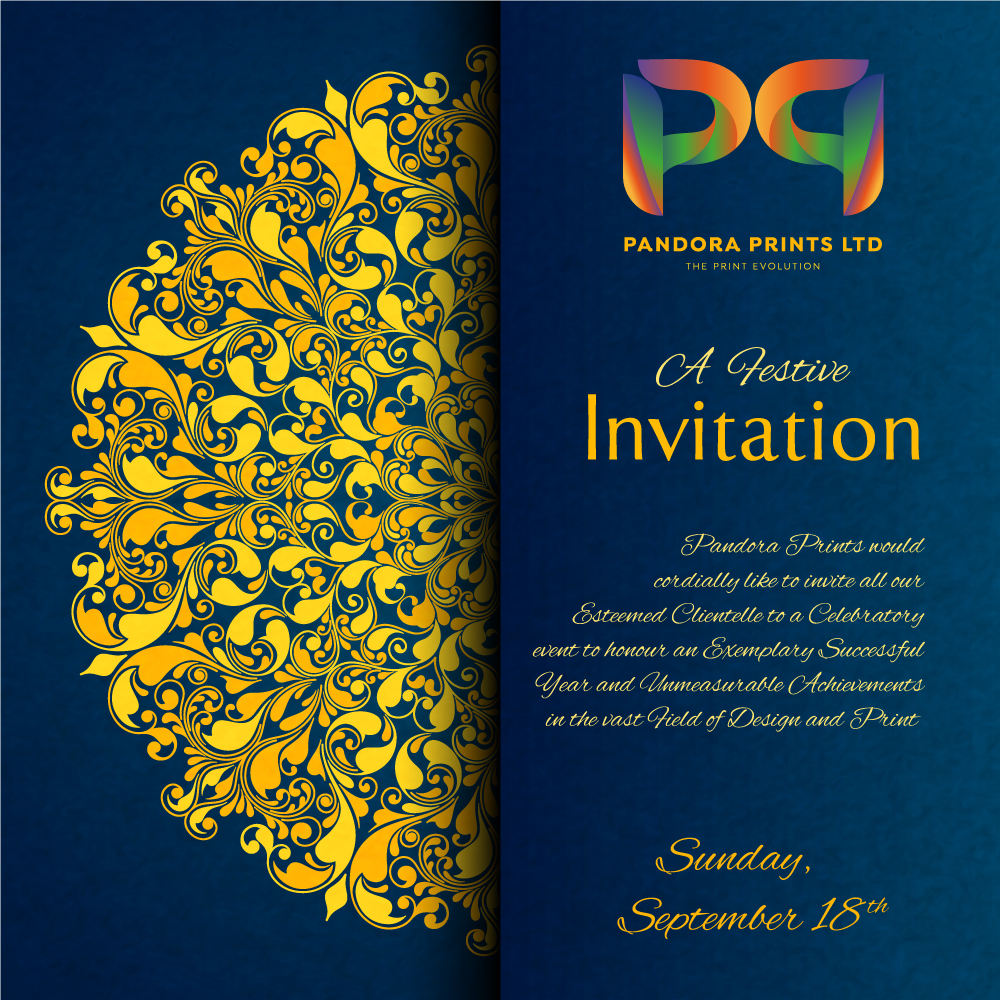 PANDORA PRINTS LTD
THE PRINT EVOLUTION
A Festive
Invitation
Pandora Prints would
cordially like to invite all our
Esteemed Clientelle to a Celebratory
event to honour an Exemplary Successful
Year and Unmeasurable Achievements
in the vast Field of Design and Print
Sunday,
September 18th